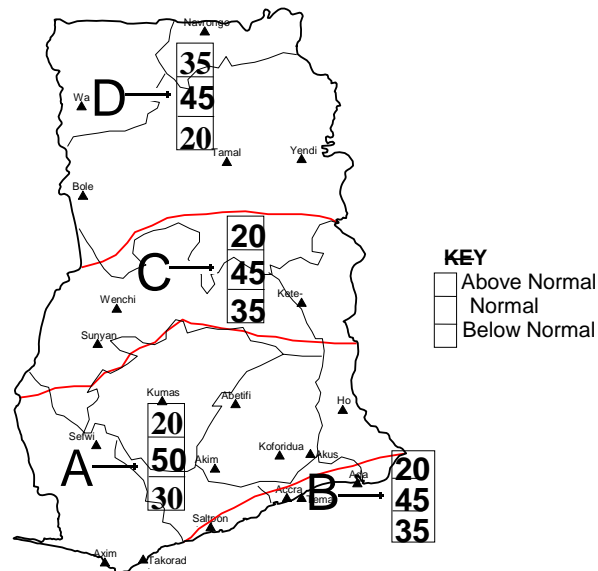 Navrongo
35
Wa
D
45
20
Tamal
Yendi
Bole
20
C
45
35
Kete-
Wenchi
Sunyan
KEY
Above Normal
Normal
Below Normal
Kumas
Abetifi
Ho
20
Sefwi
A
50
30
Akim
Koforidua
Akus
20
Ada
B
45
35
Accra
Tema
Saltpon
Axim
Takorad